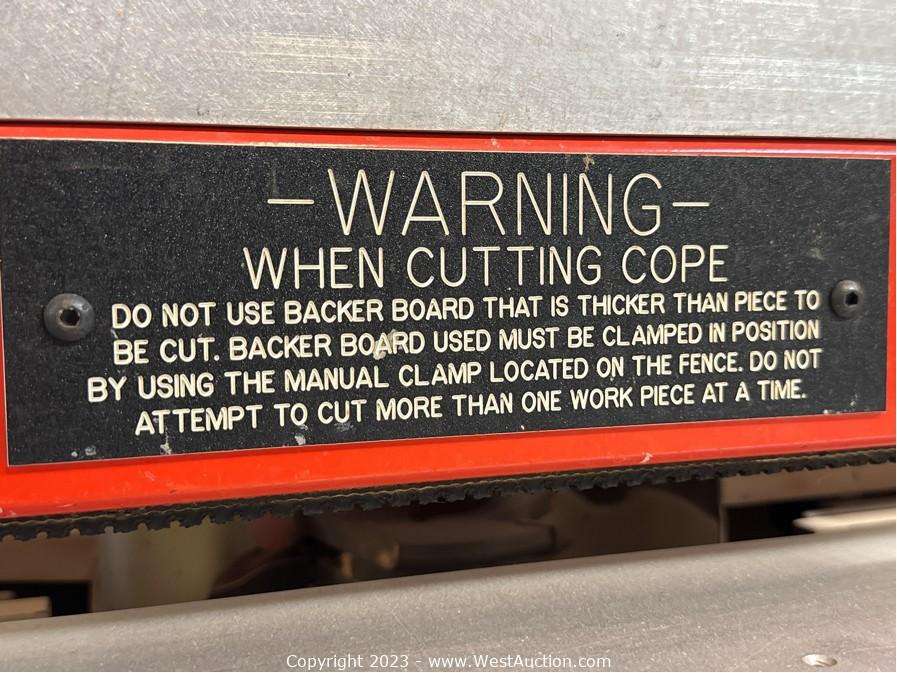 -WARNING-
WHEN CUTTING COPE
DO NOT USE BACKER BOARD THAT IS THICKER THAN PIECE TO
BE CUT. BACKER BOARD USED MUST BE CLAMPED IN POSITION
BY USING THE MANUAL CLAMP LOCATED ON THE FENCE. DO NOT
ATTEMPT TO CUT MORE THAN ONE WORK PIECE AT A TIME.
Copyright 2023 - www.WestAuction.com